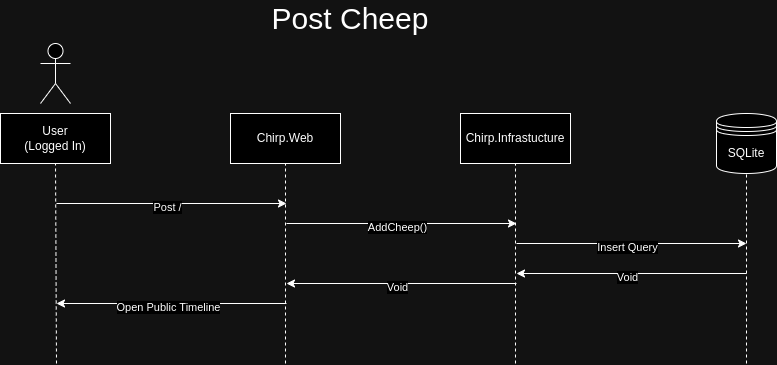 Post Cheep
User
(Logged In)
Chirp.Web
Chirp.Infrastucture
SQLite
Post /
AddCheep()
Insert Query
Void
Void
Open Public Timeline